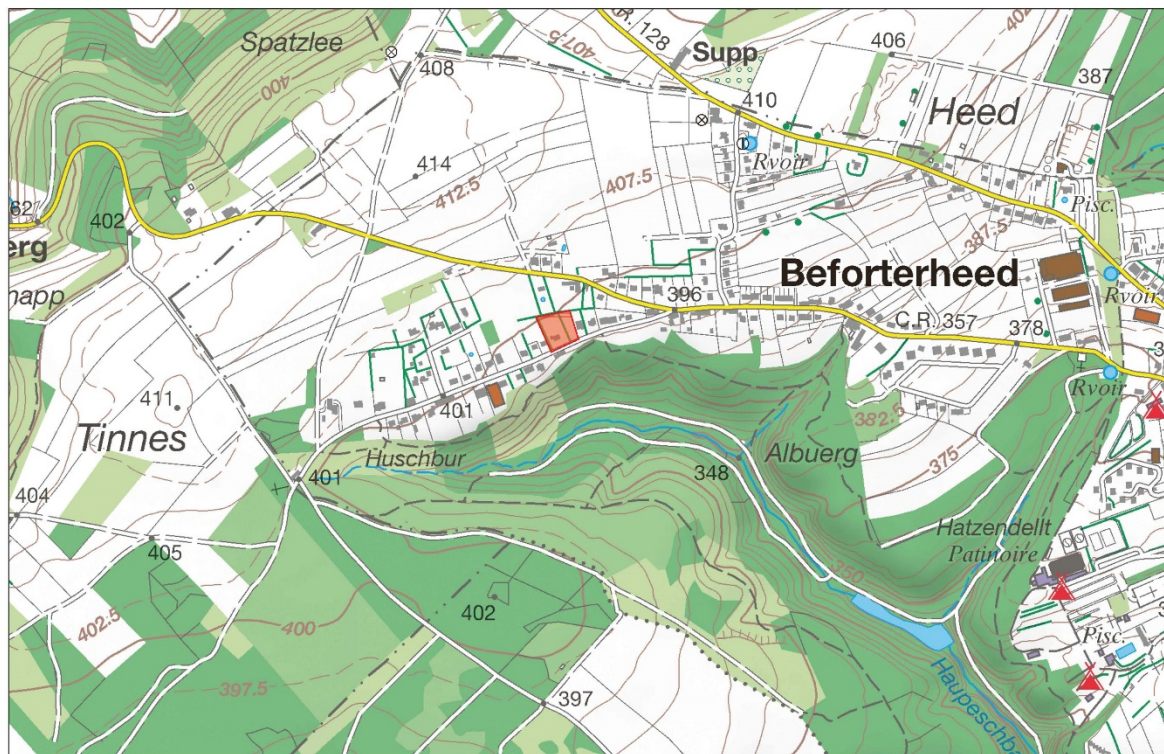 Spatzlee
408
407.5
R. 128
Supp
406
402
387
Heed
400
410
414
Rvoir
412.5
407.5
62
402
erg
Pisc.
387.5
napp
Beforterheed
Rvoir
396
C.R. 357
378
411
401
382.5
Rvoir
Tinnes
Huschbur
Albuerg
375
401
348
404
405
Hatzendellt
Patinoire
350
402
402.5
400
Pisc.
397.5
397
Haupeschb